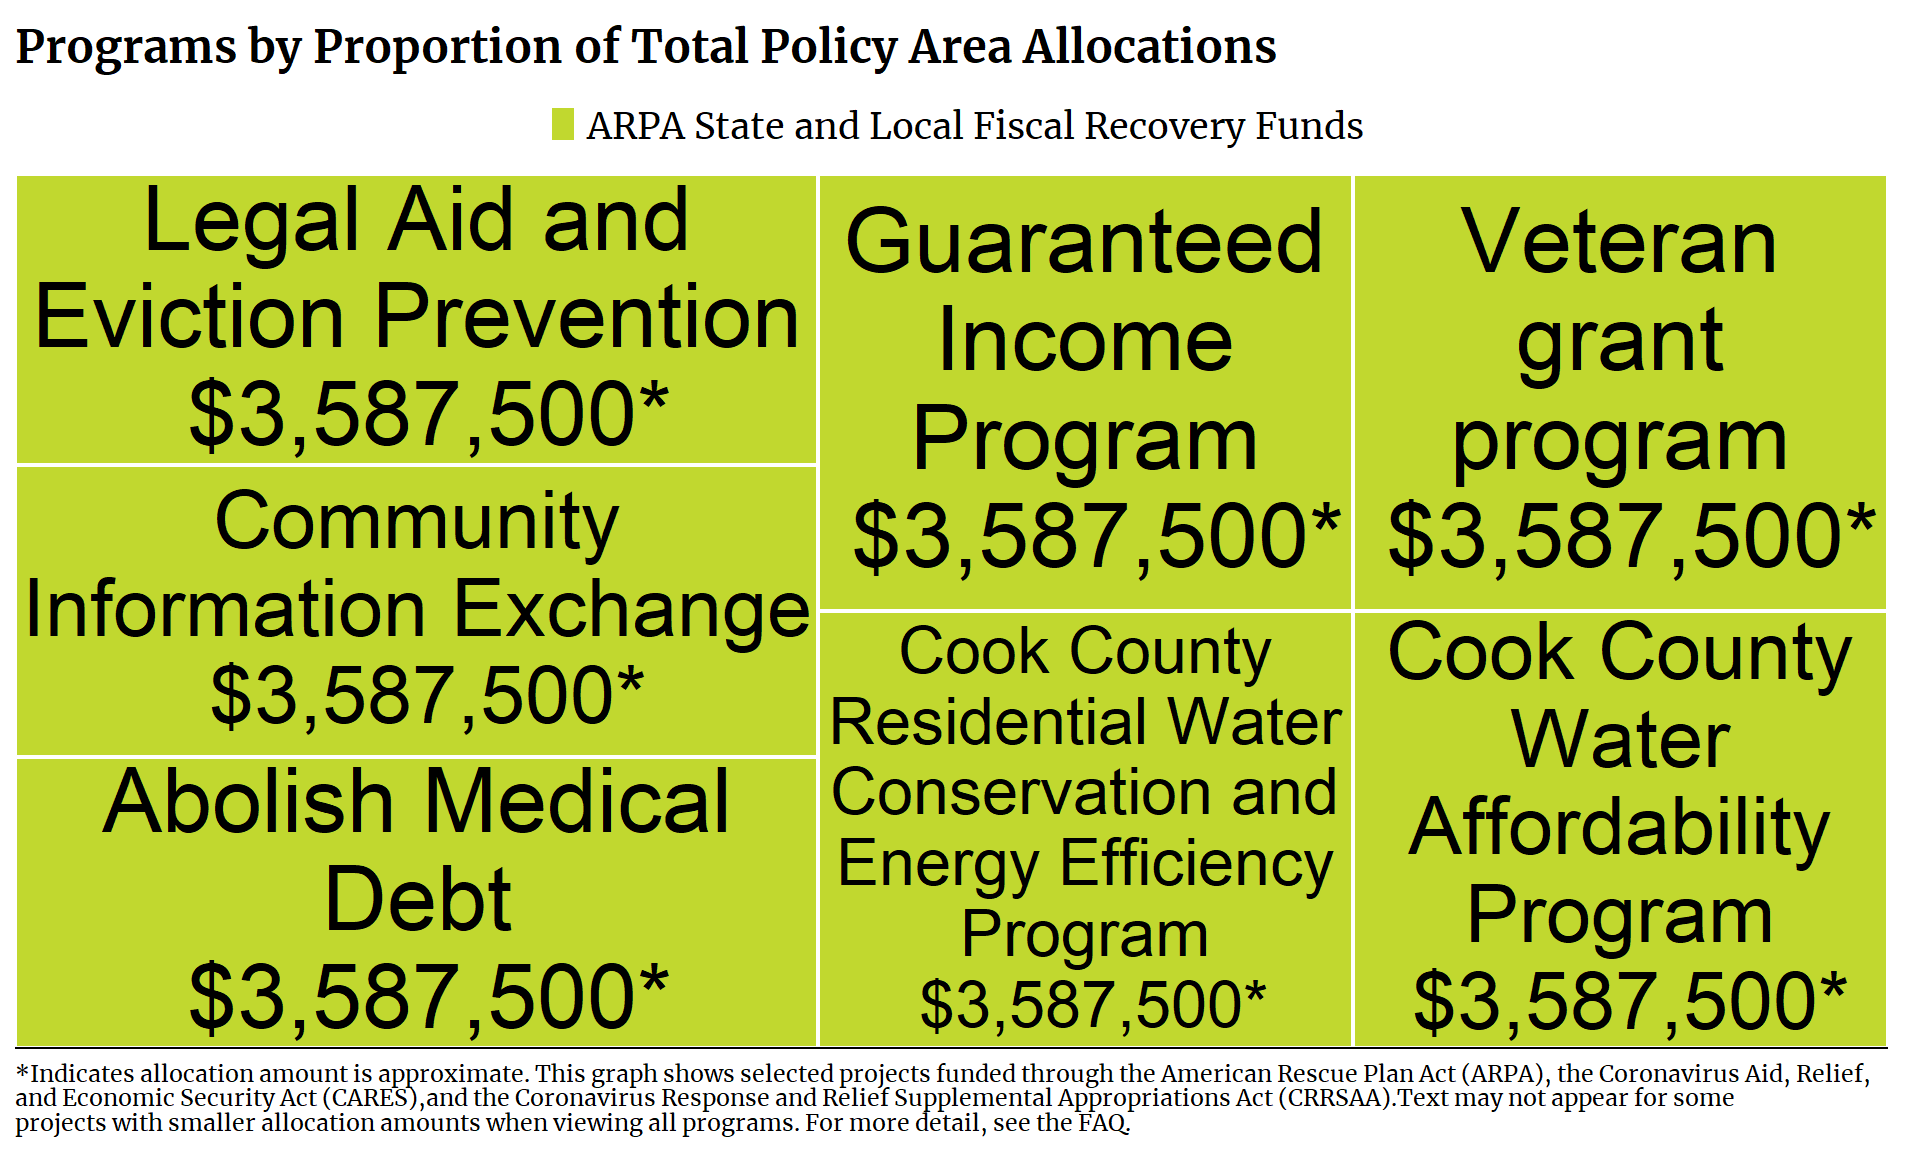 Programs by Proportion of Total Policy Area Allocations
ARPA State and Local Fiscal Recovery Funds
Legal Aid and
Eviction Prevention
$3,587,500*
Community
Information Exchange
$3,587,500*
Abolish Medical
Debt
$3,587,500*
Guaranteed
Income
Program
$3,587,500*
Veteran
grant
program
$3,587,500*
Cook County
Residential Water
Conservation and
Energy Efficiency
Program
$3,587,500*
Cook County
Water
Affordability
Program
$3,587,500*
*Indicates allocation amount is approximate. This graph shows selected projects funded through the American Rescue Plan Act (ARPA), the Coronavirus Aid, Relief,
and Economic Security Act (CARES),and the Coronavirus Response and Relief Supplemental Appropriations Act (CRRSAA).Text may not appear for some
projects with smaller allocation amounts when viewing all programs. For more detail, see the FAQ.